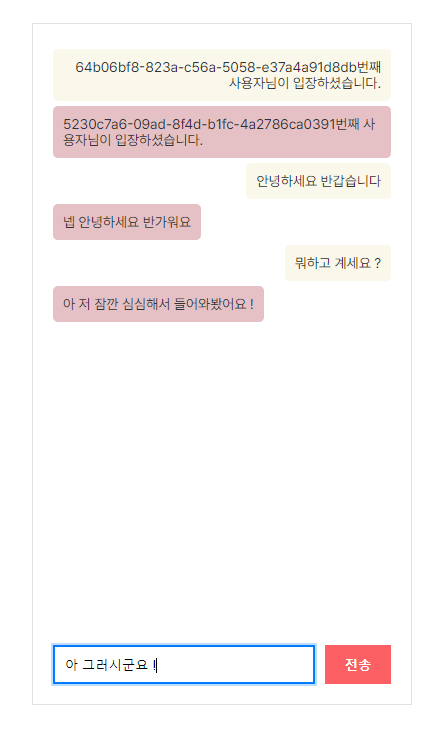 64b06bf8-823a-c56a-5058-e37a4a91d8db번째
사용자님이 입장하셨습니다.
5230c7a6-09ad-8f4d-b1fc-4a2786ca0391번째 사
용자님이 입장하셨습니다.
안녕하세요 반갑습니다
넵 안녕하세요 반가워요
뭐하고 계세요 ?
아 저 잠깐 심심해서 들어와봤어요 !
아 그러시군요 !
전송